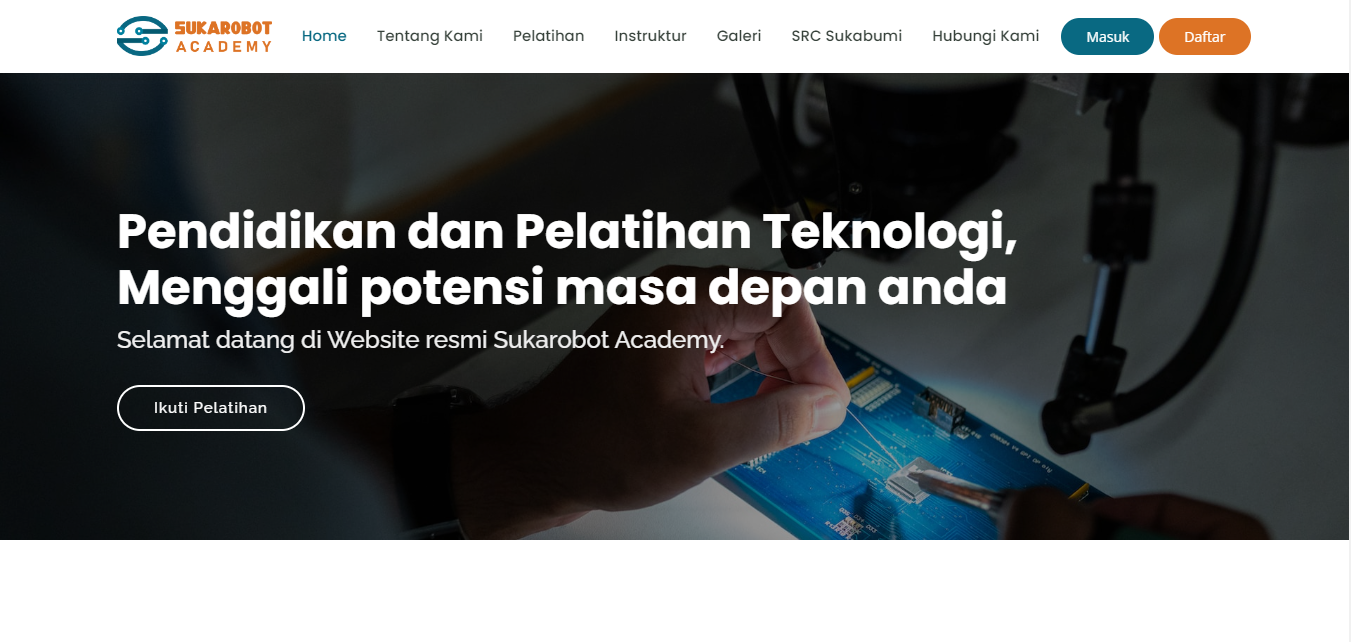 SUKAROBOT
ACADEMY
Home Tentang Kami Pelatihan Instruktur Galeri SRC Sukabumi Hubungi Kami Masuk Daftar
Pendidikan dan Pelatihan Teknologi,
Menggali potensi masa depan anda
Selamat datang di Website resmi Sukarobot Academy.
Ikuti Pelatihan